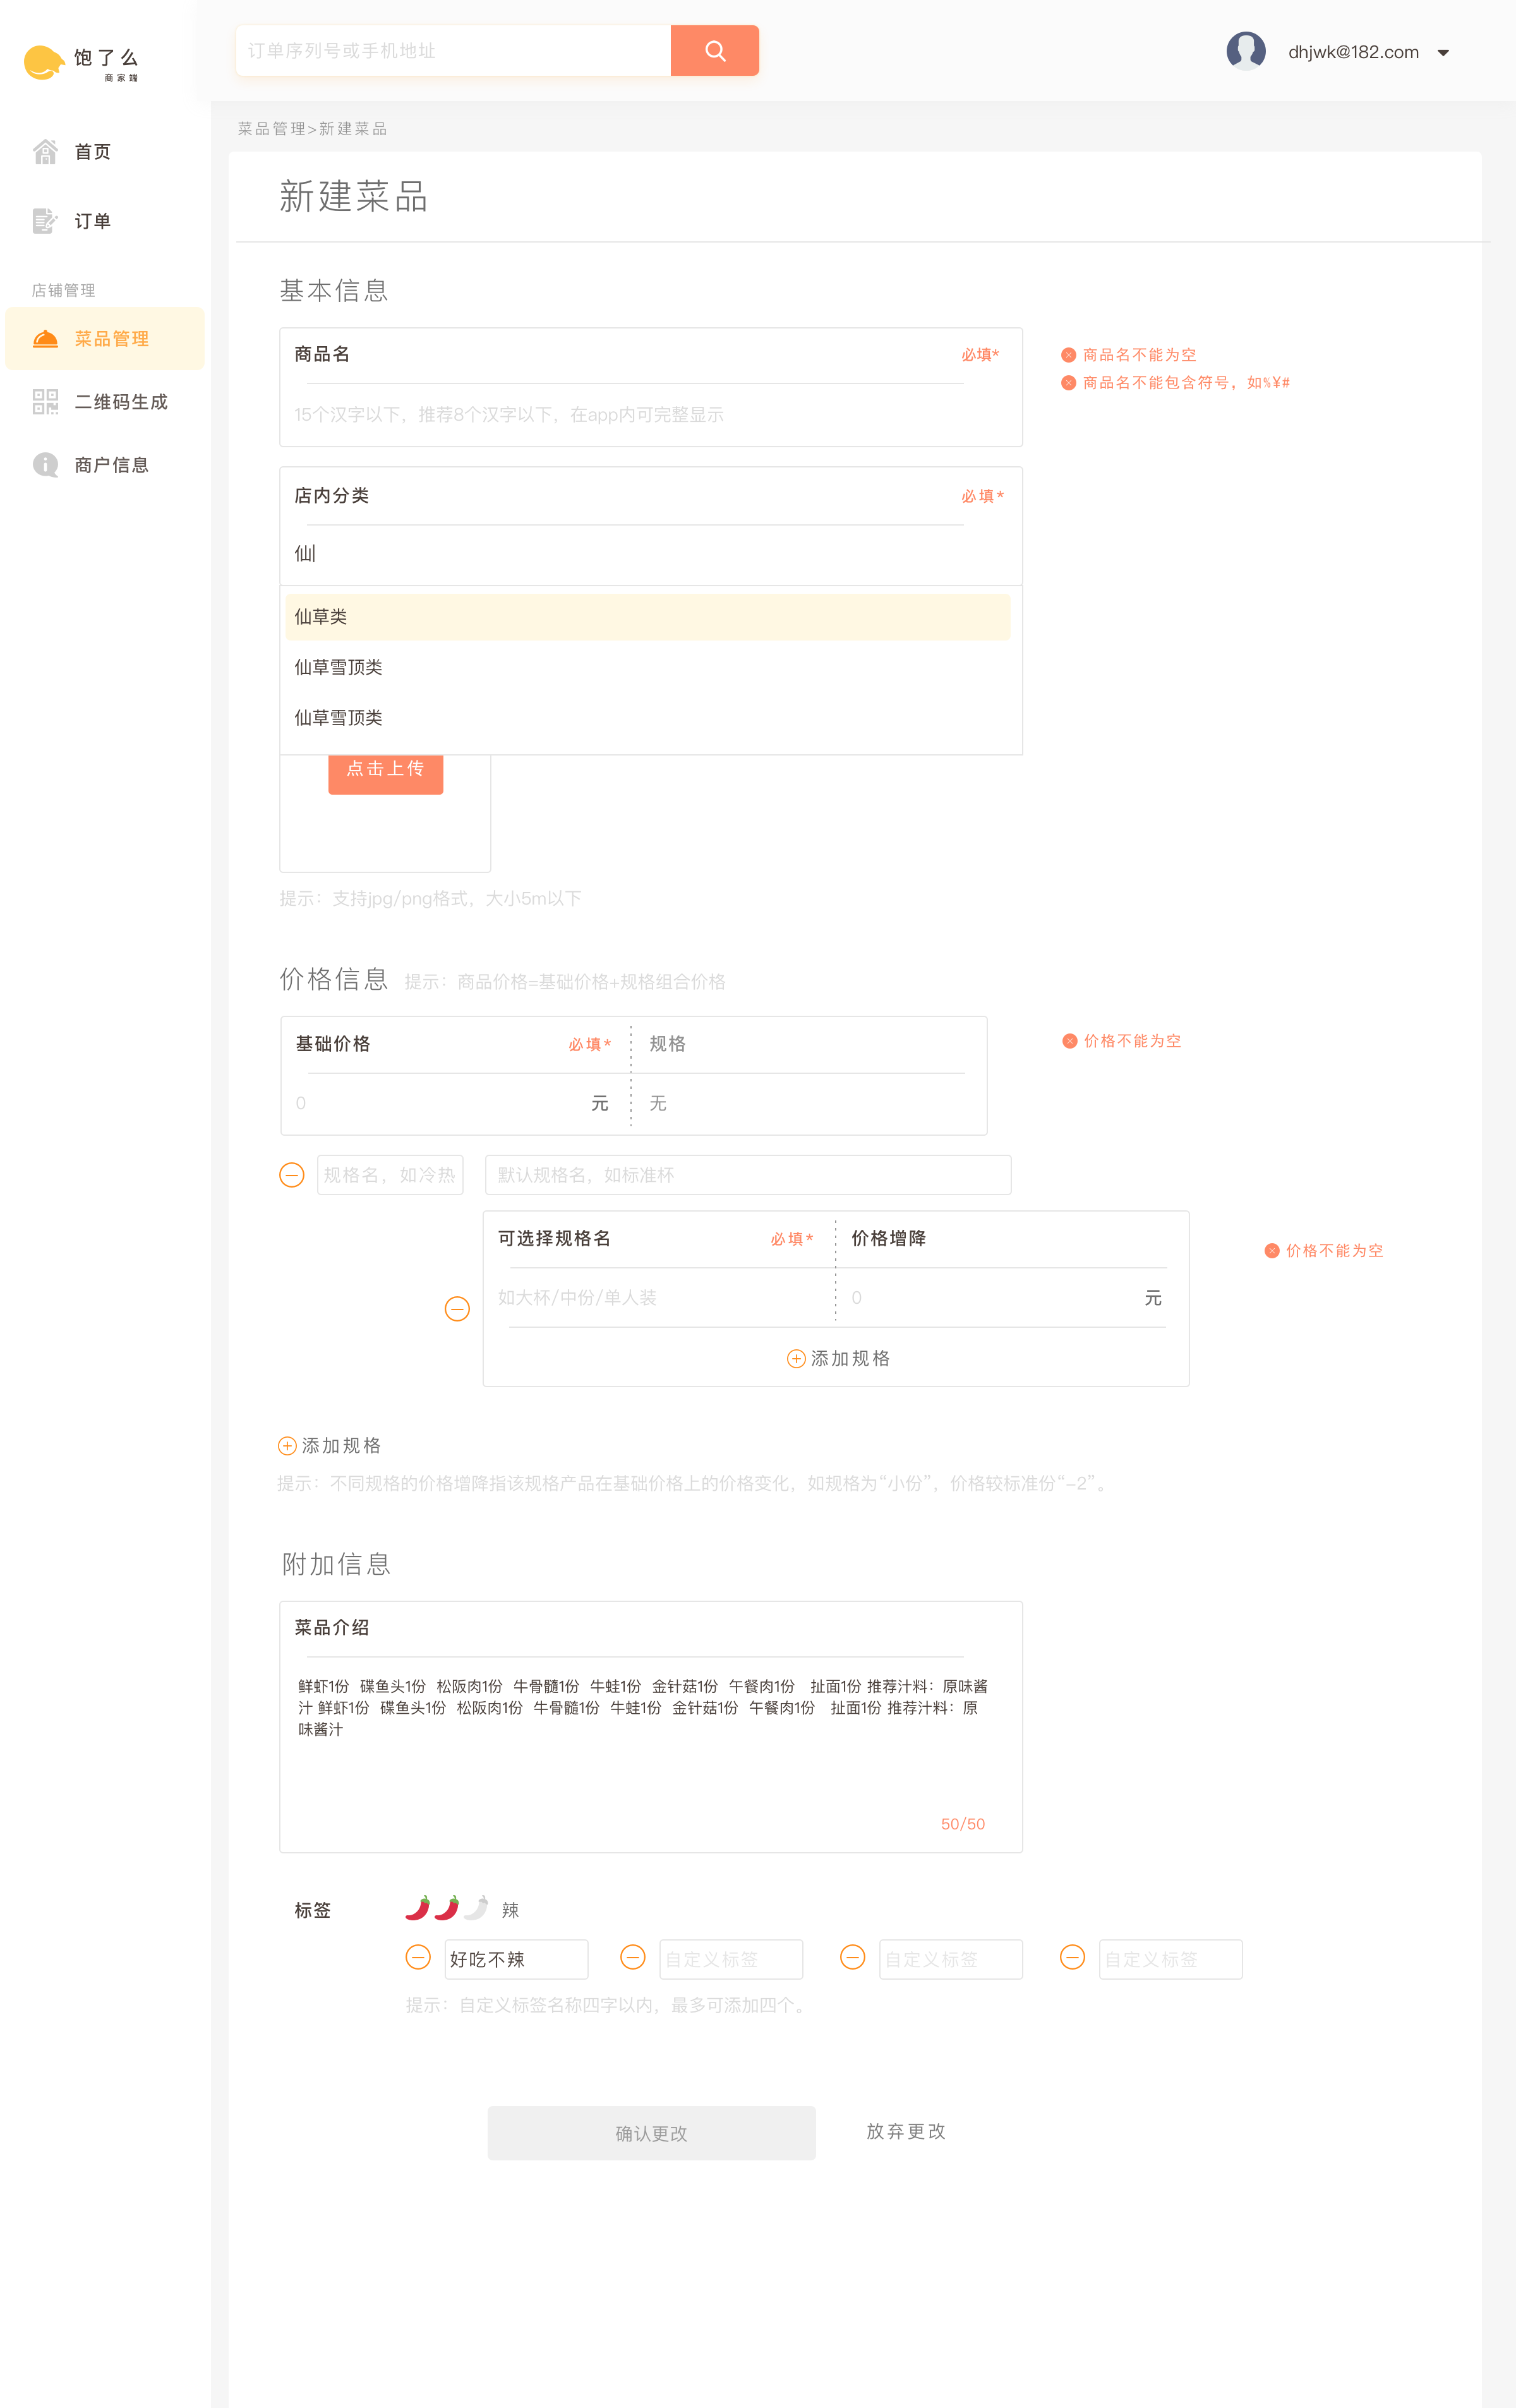 饱了么
商家端
订单序列号或手机地址
dhjwk@182.com
首页
订单
店铺管理
菜品管理
二维码生成
商户信息
菜品管理>新建菜品
新建菜品
基本信息
商品名 必填*
15个汉字以下，推荐8个汉字以下，在app内可完整显示
商品名不能为空
商品名不能包含符号，如%¥#
店内分类 必填*
仙
仙草类
仙草雪顶类
仙草雪顶类
点击上传
提示：支持jpg/png格式，大小5m以下
价格信息 提示：商品价格=基础价格+规格组合价格
基础价格 必填* 规格
0 元 无
价格不能为空
规格名，如冷热 默认规格名，如标准杯
可选择规格名 必填* 价格增降
如大杯/中份/单人装 0 元
价格不能为空
添加规格
添加规格
提示：不同规格的价格增降指该规格产品在基础价格上的价格变化，如规格为“小份”，价格较标准份“-2”。
附加信息
菜品介绍
鲜虾1份 碟鱼头1份 松阪肉1份 牛骨髓1份 牛蛙1份 金针菇1份 午餐肉1份 扯面1份 推荐汁料：原味酱
汁 鲜虾1份 碟鱼头1份 松阪肉1份 牛骨髓1份 牛蛙1份 金针菇1份 午餐肉1份 扯面1份 推荐汁料：原
味酱汁
50/50
标签 辣
好吃不辣 自定义标签 自定义标签 自定义标签
提示：自定义标签名称四字以内，最多可添加四个。
确认更改 放弃更改